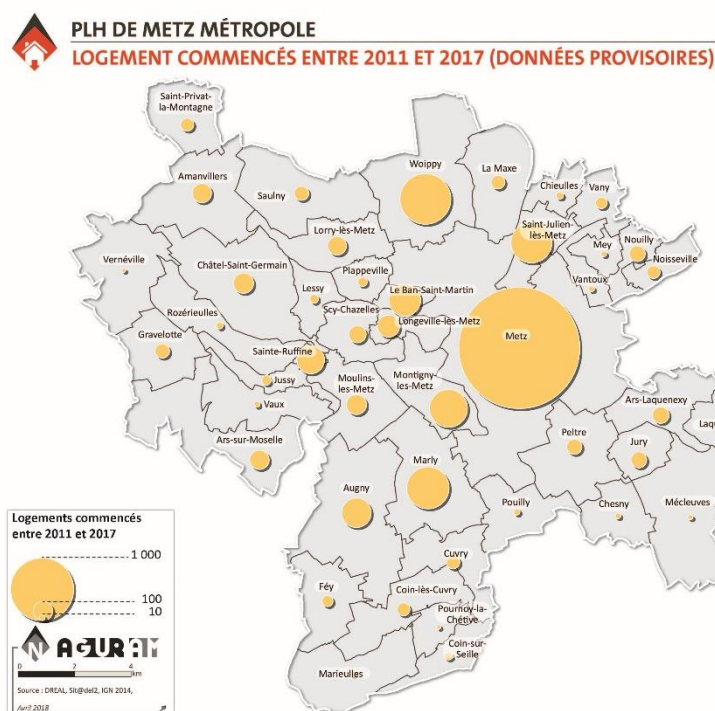 PLH DE METZ MÉTROPOLE
LOGEMENT COMMENCÉS ENTRE 2011 ET 2017 (DONNÉES PROVISOIRES)
Saint-Privat-
la-Montagne
Woippy
La Maxe
Amanvillers
Saulny
Chieulles
Vany
Saint-Julien-
lès-Metz
Lorry-lès-Metz
Mey
Nouilly
Noisseville
Vernéville
Châtel-Saint-Germain
Plappeville
Vantoux
Lessy
Le Ban-Saint-Martin
Scy-Chazelles
Longeville-lès-Metz
Rozérieulles
Metz
Gravelotte
Sainte-Ruffine
Jussy
Moulins-
les-Metz
Montigny-
les-Metz
Vaux
Ars-Laquenexy
Laqu
Ars-sur-Moselle
Peltre
Jury
Marly
Augny
Pouilly
Chesny
Mécleuves
Cuvry
Féy
Coin-lès-Cuvry
Pournoy-la-
Chétive
Coin-sur-
Seille
Marieulles
Logements commencés
entre 2011 et 2017
1 000
100
10
N AGURAM
0 2 4
km
Source : DREAL, Sit@del2, IGN 2014,
Avril 2018